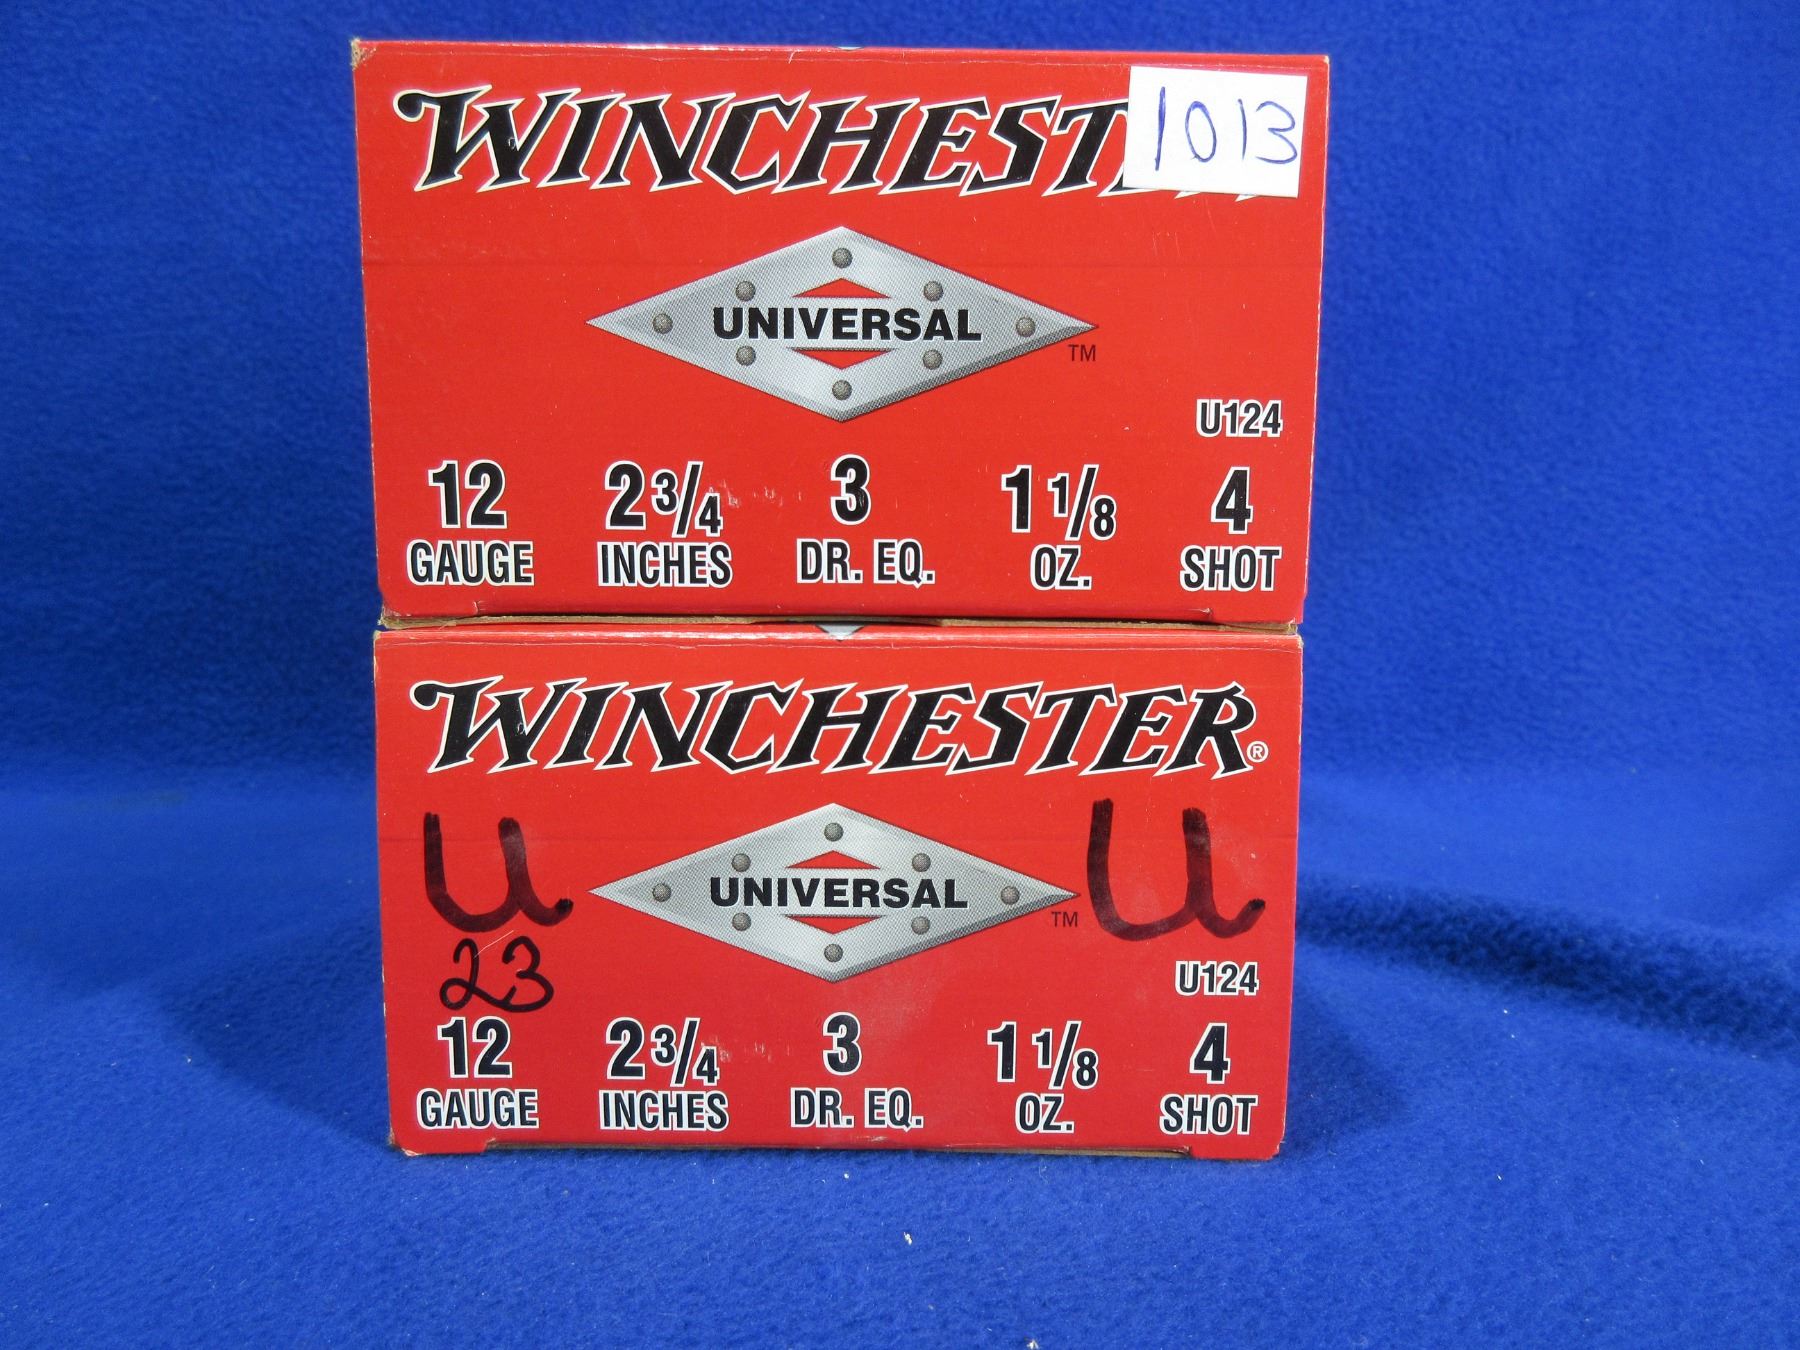 WINCHEST
1013
UNIVERSAL
TM
U124
12 2 3/4 3 1 1/8 4
GAUGE INCHES DR. EQ. OZ. SHOT
WINCHESTER®
U U
UNIVERSAL
TM
23
U124
12 2 3/4 3 1 1/8 4
GAUGE INCHES DR. EQ. OZ. SHOT